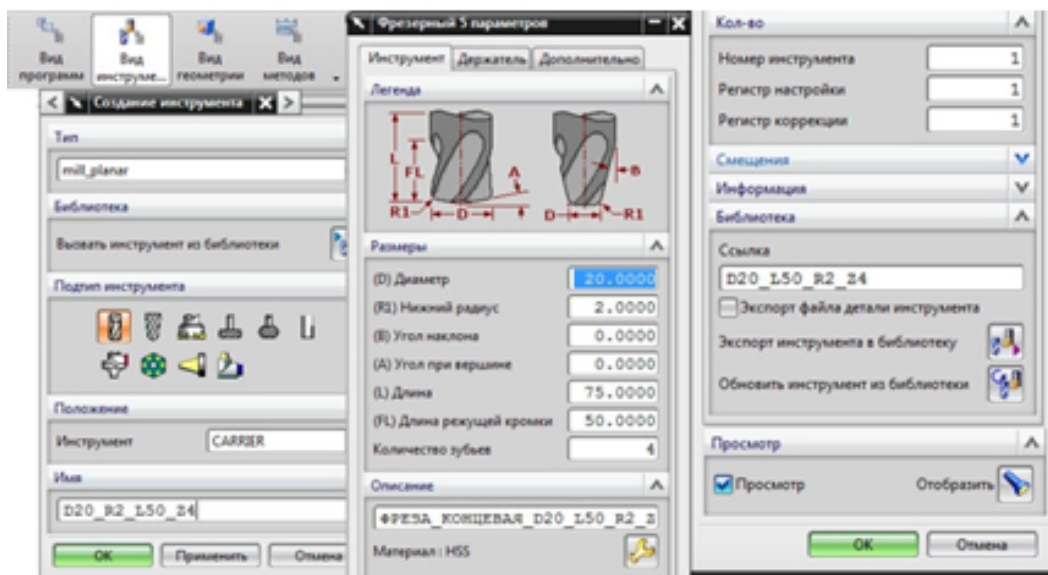 Вид программ
Вид инструме...
Вид геометрии
Вид методов
Создание инструмента
Тип
mill_planar
Библиотека
Вызвать инструмент из библиотеки
Подтип инструмента
Положение
Инструмент CARRIER
Имя
D20_R2_L50_Z4
OK Применить Отмена
Фрезерный 5 параметров
Инструмент Держатель Дополнительно
Легенда
L FL A B
R1 D D R1
Размеры
(D) Диаметр 20.0000
(R1) Нижний радиус 2.0000
(B) Угол наклона 0.0000
(A) Угол при вершине 0.0000
(L) Длина 75.0000
(FL) Длина режущей кромки 50.0000
Количество зубьев 4
Описание
ФРЕЗА_КОНЦЕВАЯ_D20_L50_R2_Z
Материал : HSS
Кол-во
Номер инструмента 1
Регистр настройки 1
Регистр коррекции 1
Смещения
Информация
Библиотека
Ссылка
D20_L50_R2_Z4
Экспорт файла детали инструмента
Экспорт инструмента в библиотеку
Обновить инструмент из библиотеки
Просмотр
Просмотр Отобразить
OK Отмена